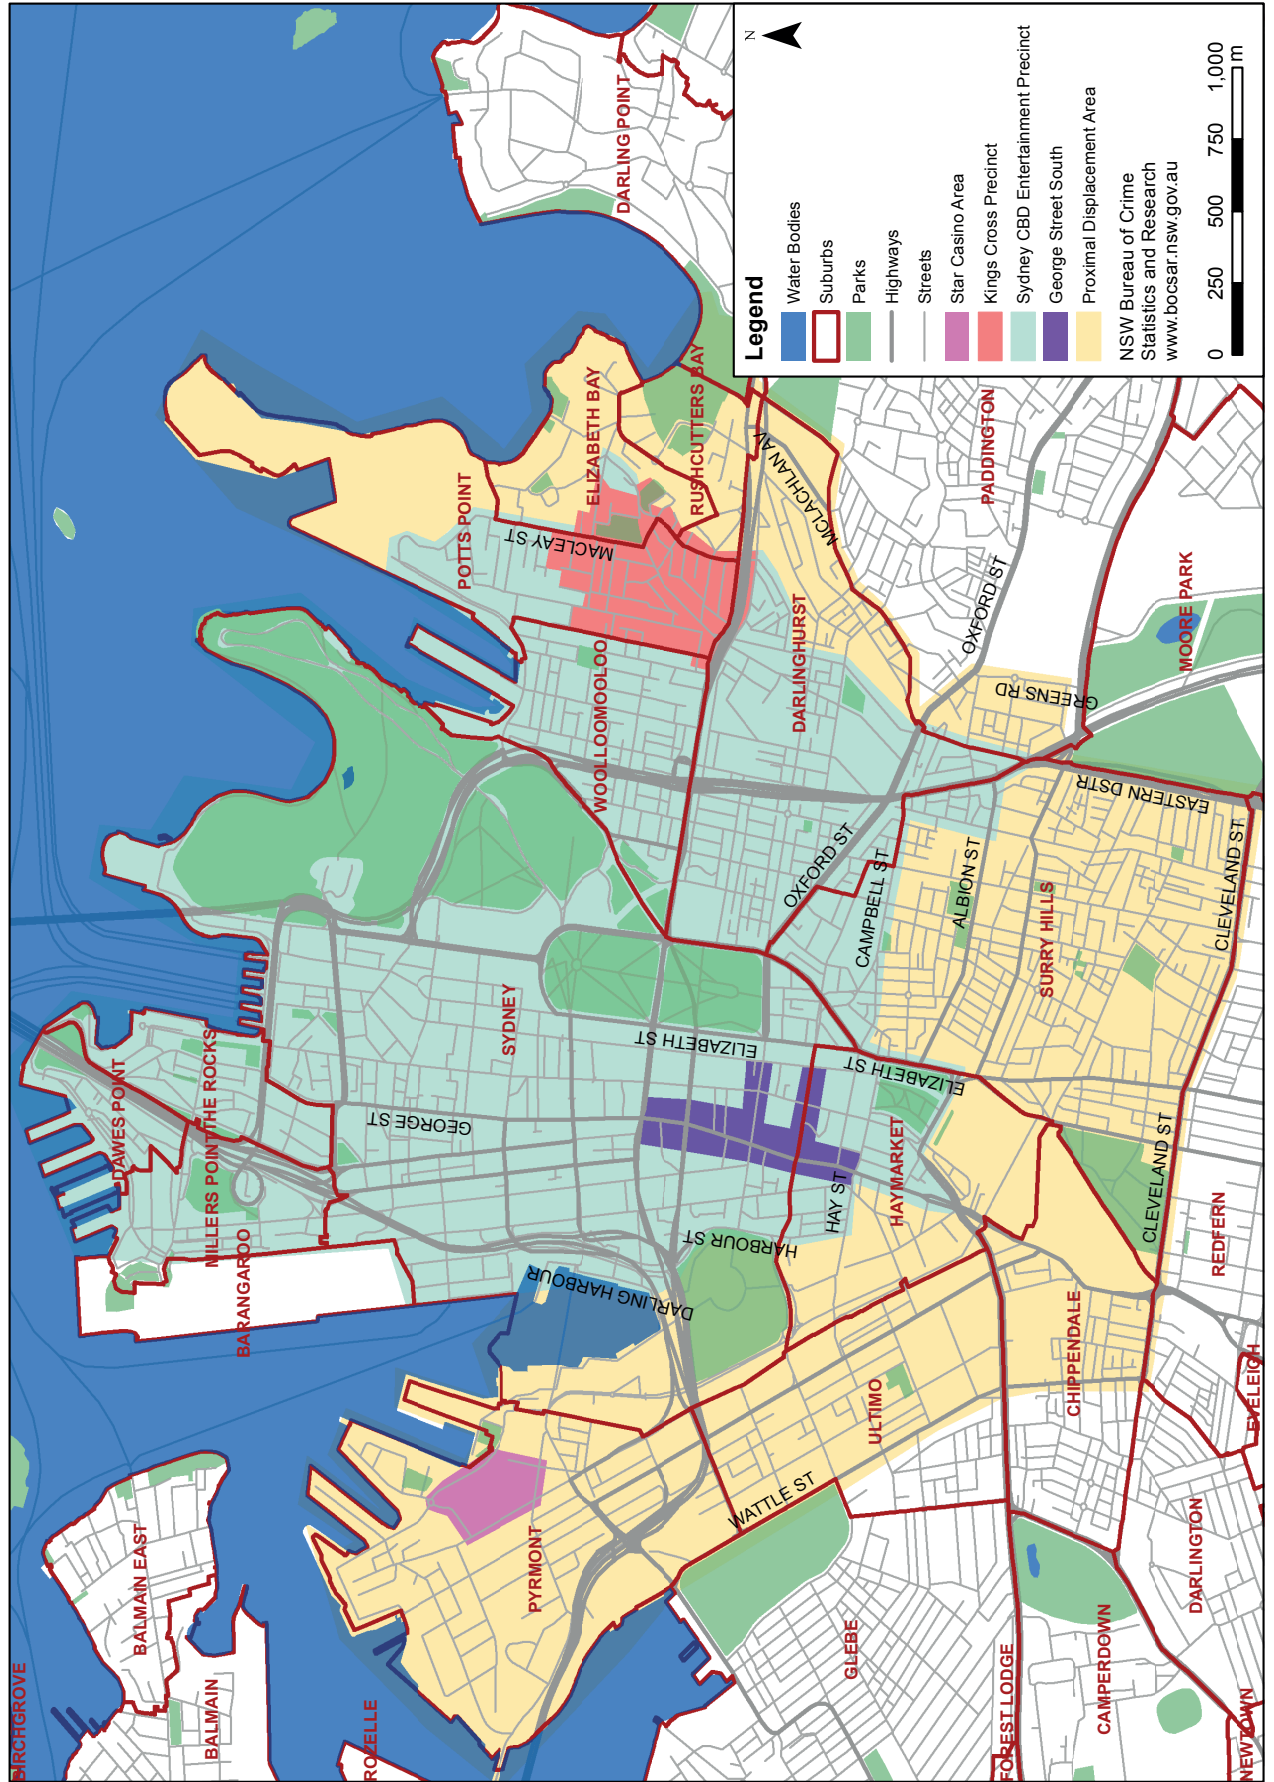 BIRCHGROVE
BALMAIN EAST
BALMAIN
ROZELLE
DAWES POINT
MILLERS POINT
THE ROCKS
BARANGAROO
POTTS POINT
MACLEAY ST
ELIZABETH BAY
DARLING POINT
RUSHCUTTERS BAY
GEORGE ST
SYDNEY
WOOLLOOMOOLOO
PYRMONT
DARLING HARBOUR
HARBOUR ST
ELIZABETH ST
MCLACHLAN AV
DARLINGHURST
WATTLE ST
OXFORD ST
HAY ST
ELIZABETH ST
CAMPBELL ST
GLEBE
ULTIMO
HAYMARKET
ALBION ST
OXFORD ST
PADDINGTON
GREENS RD
SURRY HILLS
FOREST LODGE
CHIPPENDALE
CAMPERDOWN
CLEVELAND ST
EASTERN DSTR
MOORE PARK
DARLINGTON
REDFERN
CLEVELAND ST
NEWTOWN
EVELEIGH
Legend
Water Bodies
Suburbs
Parks
Highways
Streets
Star Casino Area
Kings Cross Precinct
Sydney CBD Entertainment Precinct
George Street South
Proximal Displacement Area
NSW Bureau of Crime
Statistics and Research
www.bocsar.nsw.gov.au
0 250 500 750 1,000
m
N